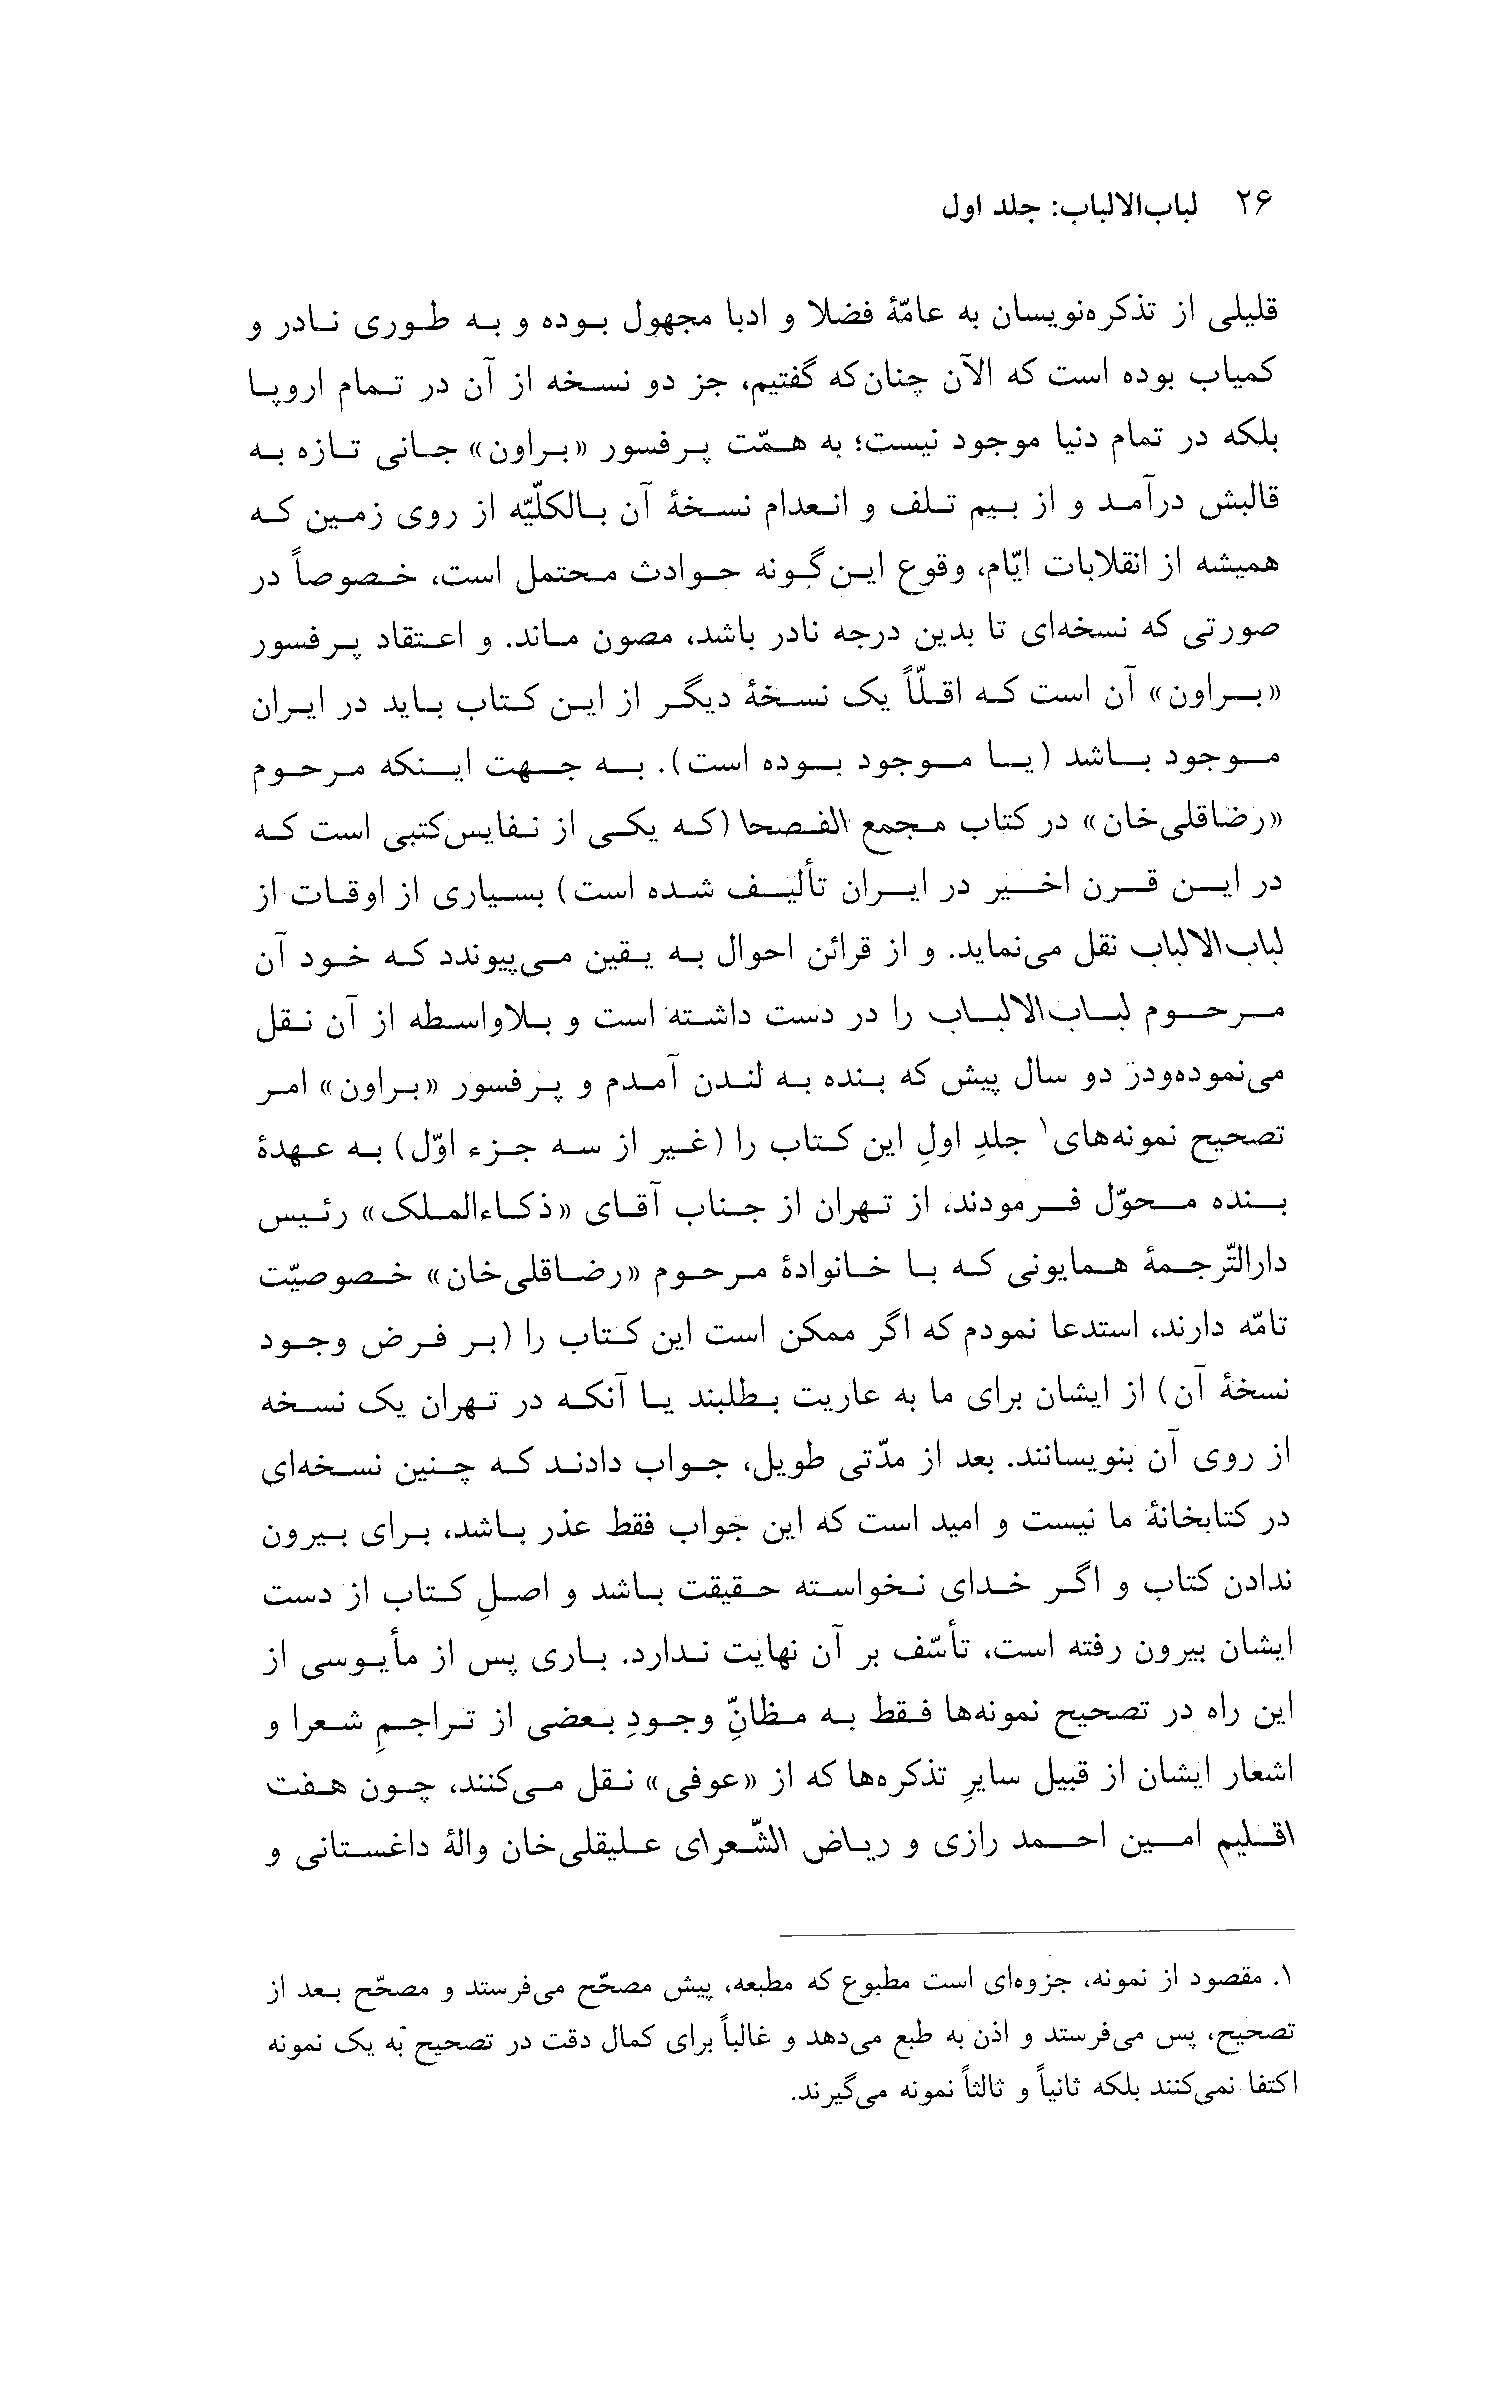 ۲۶ لباب‌الالباب: جلد اول
قلیلی از تذکره‌نویسان به عامّهٔ فضلا و ادبا مجهول بوده و به طوری نادر و
کمیاب بوده است که الآن چنان‌که گفتیم، جز دو نسخه از آن در تمام اروپا
بلکه در تمام دنیا موجود نیست؛ به همّت پرفسور «براون» جانی تازه به
قالبش درآمد و از بیم تلف و انعدام نسخهٔ آن بالکلّیّه از روی زمین که
همیشه از انقلابات ایّام، وقوع این‌گونه حوادث محتمل است، خصوصاً در
صورتی که نسخه‌ای تا بدین درجه نادر باشد، مصون ماند. و اعتقاد پرفسور
«براون» آن است که اقلّاً یک نسخهٔ دیگر از این کتاب باید در ایران
موجود باشد (یا موجود بوده است). به جهت اینکه مرحوم
«رضاقلی‌خان» در کتاب مجمع الفصحا (که یکی از نفایس‌کتبی است که
در این قرن اخیر در ایران تألیف شده است) بسیاری از اوقات از
لباب‌الالباب نقل می‌نماید. و از قرائن احوال به یقین می‌پیوندد که خود آن
مرحوم لباب‌الالباب را در دست داشته است و بلاواسطه از آن نقل
می‌نموده‌ودر دو سال پیش که بنده به لندن آمدم و پرفسور «براون» امر
تصحیح نمونه‌های۱ جلدِ اولِ این کتاب را (غیر از سه جزء اوّل) به عهدهٔ
بنده محوّل فرمودند، از تهران از جناب آقای «ذکاءالملک» رئیس
دارالتّرجمهٔ همایونی که با خانوادهٔ مرحوم «رضاقلی‌خان» خصوصیّت
تامّه دارند، استدعا نمودم که اگر ممکن است این کتاب را (بر فرض وجود
نسخهٔ آن) از ایشان برای ما به عاریت بطلبند یا آنکه در تهران یک نسخه
از روی آن بنویسانند. بعد از مدّتی طویل، جواب دادند که چنین نسخه‌ای
در کتابخانهٔ ما نیست و امید است که این جواب فقط عذر باشد، برای بیرون
ندادن کتاب و اگر خدای نخواسته حقیقت باشد و اصلِ کتاب از دست
ایشان بیرون رفته است، تأسّف بر آن نهایت ندارد. باری پس از مأیوسی از
این راه در تصحیح نمونه‌ها فقط به مظانّ وجودِ بعضی از تراجمِ شعرا و
اشعار ایشان از قبیل سایرِ تذکره‌ها که از «عوفی» نقل می‌کنند، چون هفت
اقلیم امین احمد رازی و ریاض الشّعرای علیقلی‌خان والهٔ داغستانی و
۱. مقصود از نمونه، جزوه‌ای است مطبوع که مطبعه، پیش مصحّح می‌فرستد و مصحّح بعد از
تصحیح، پس می‌فرستد و اذن به طبع می‌دهد و غالباً برای کمال دقت در تصحیح به یک نمونه
اکتفا نمی‌کنند بلکه ثانیاً و ثالثاً نمونه می‌گیرند.